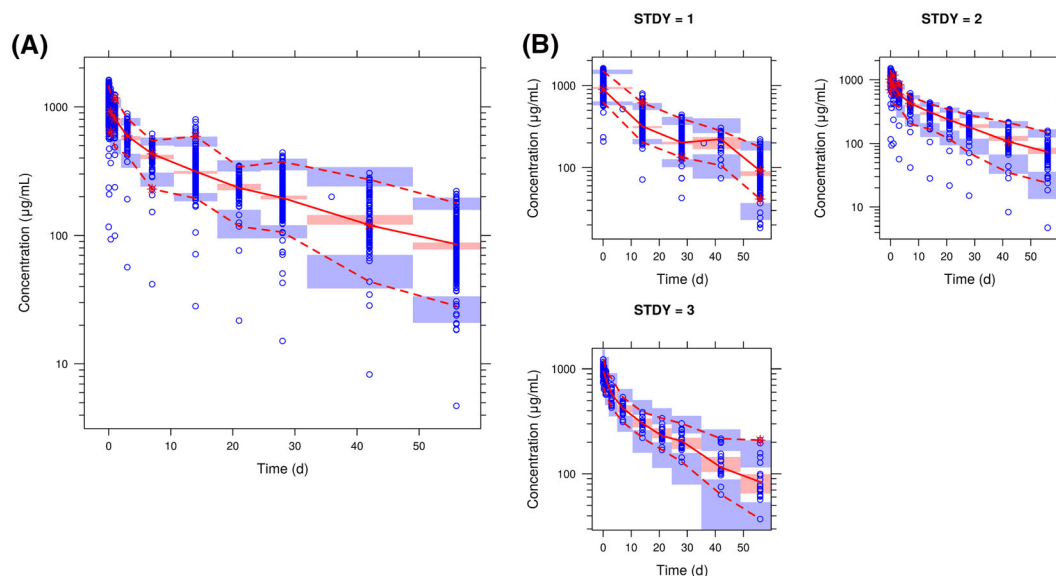 (A)
Concentration (µg/mL)
1000
100
10
0 10 20 30 40 50
Time (d)
(B)
STDY = 1
Concentration (µg/mL)
1000
100
0 10 20 30 40 50
Time (d)
STDY = 2
Concentration (µg/mL)
1000
100
10
0 10 20 30 40 50
Time (d)
STDY = 3
Concentration (µg/mL)
1000
100
0 10 20 30 40 50
Time (d)